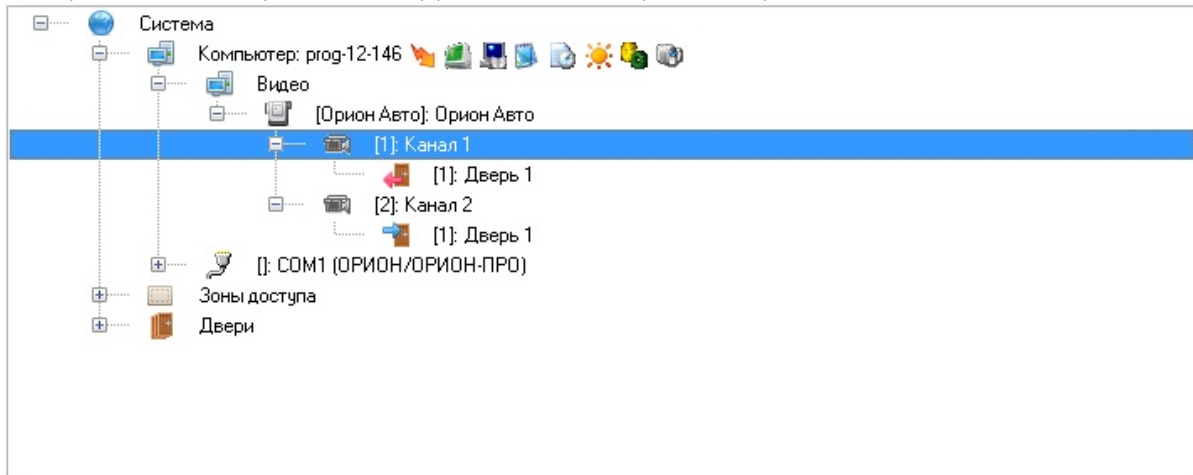 Система
Компьютер: prog-12-146
Видео
[Орион Авто]: Орион Авто
[1]: Канал 1
[1]: Дверь 1
[2]: Канал 2
[1]: Дверь 1
[]: COM1 (ОРИОН/ОРИОН-ПРО)
Зоны доступа
Двери